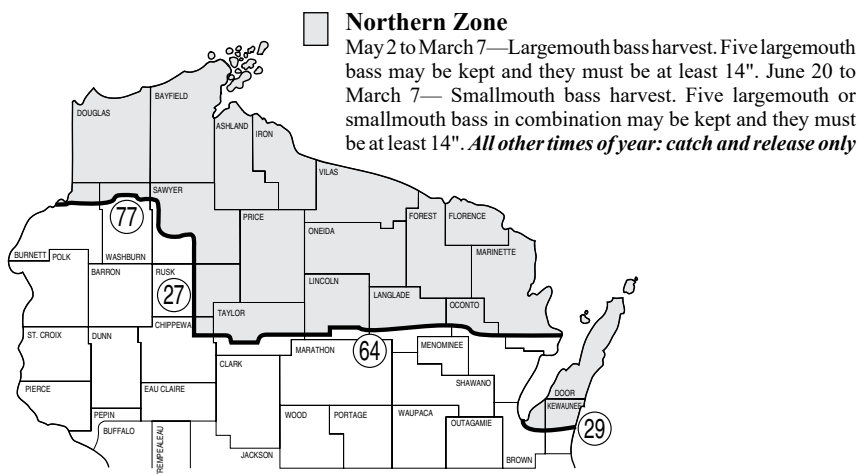 Northern Zone
May 2 to March 7—Largemouth bass harvest. Five largemouth
bass may be kept and they must be at least 14". June 20 to
March 7— Smallmouth bass harvest. Five largemouth or
smallmouth bass in combination may be kept and they must
be at least 14". All other times of year: catch and release only
BAYFIELD
DOUGLAS
ASHLAND
IRON
VILAS
SAWYER
PRICE
FOREST
FLORENCE
77
ONEIDA
MARINETTE
BURNETT
POLK
WASHBURN
BARRON
RUSK
27
LINCOLN
LANGLADE
OCONTO
TAYLOR
CHIPPEWA
ST. CROIX
DUNN
MARATHON
64
MENOMINEE
CLARK
SHAWANO
PIERCE
EAU CLAIRE
DOOR
KEWAUNEE
PEPIN
WOOD
PORTAGE
WAUPACA
OUTAGAMIE
29
BUFFALO
TREMPEALEAU
JACKSON
BROWN